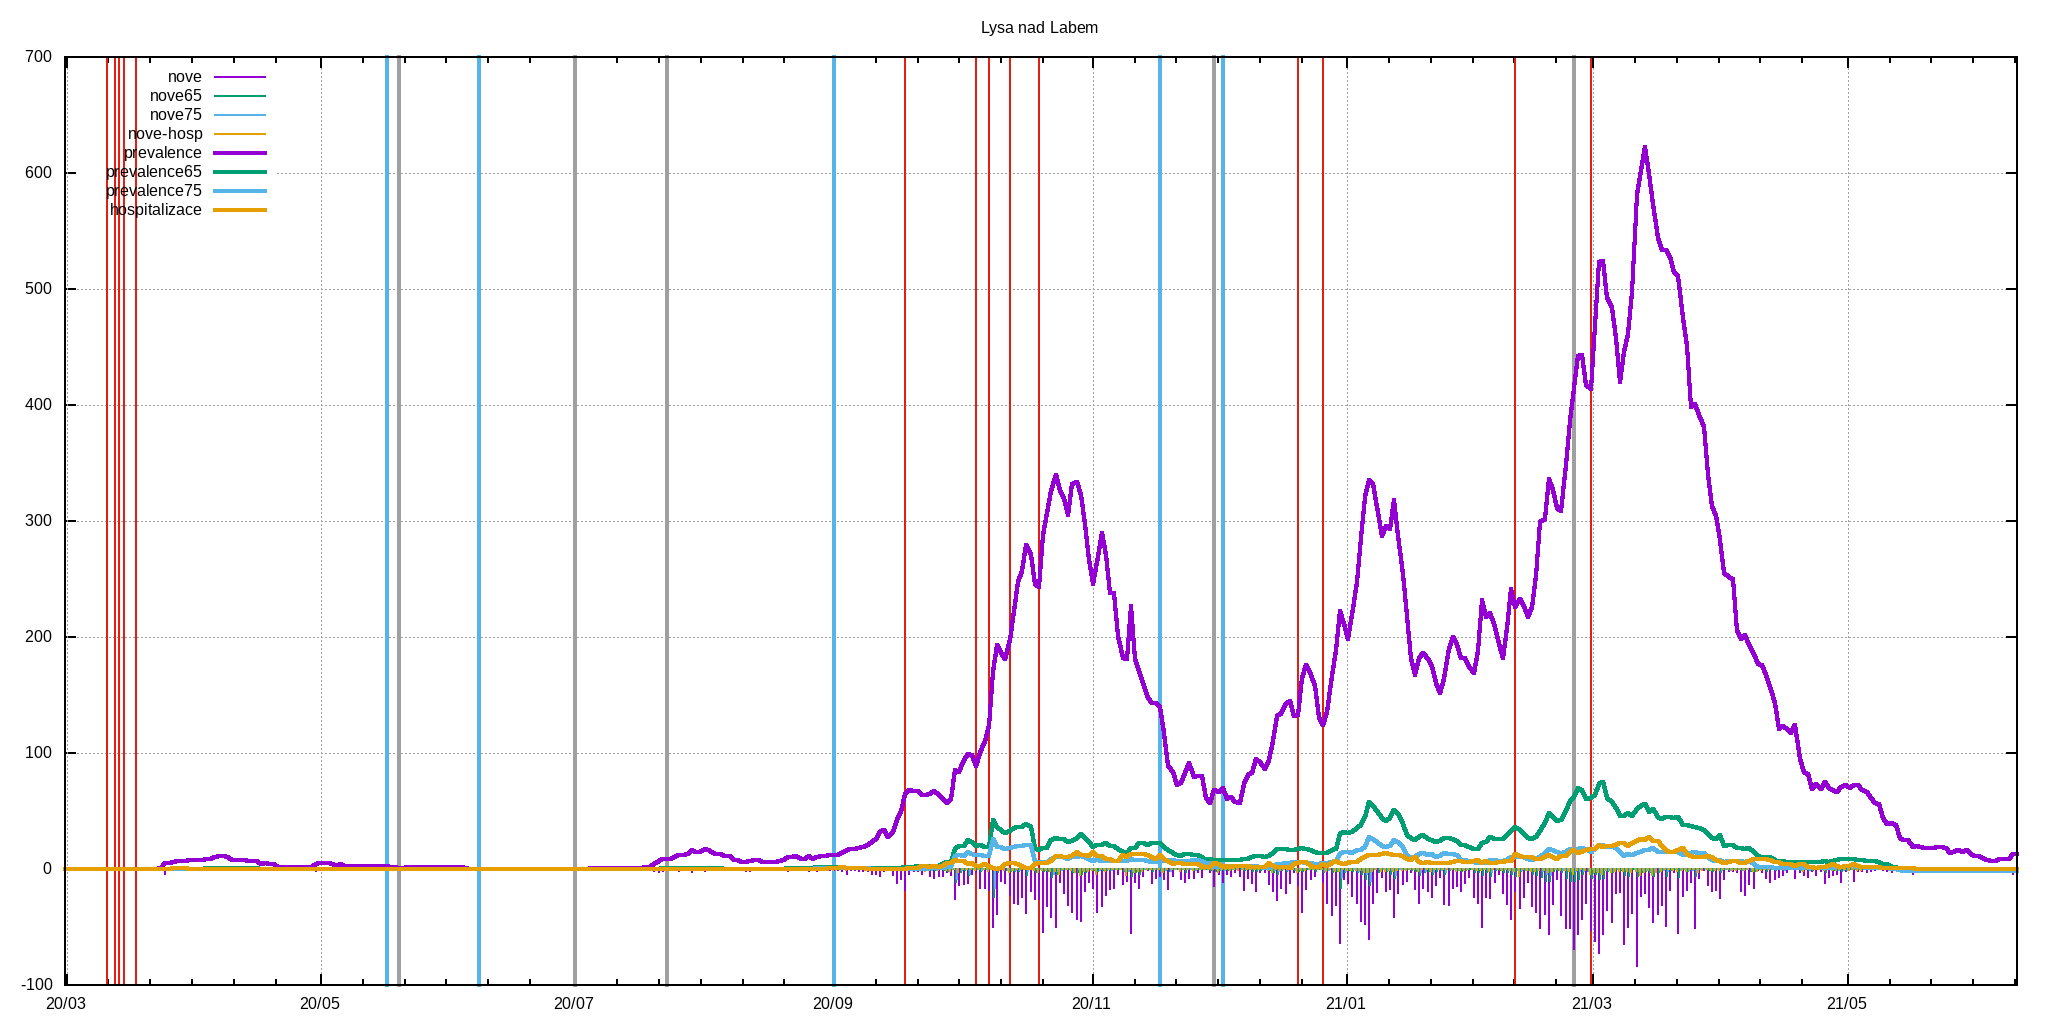 Lysa nad Labem
700
600
500
400
300
200
100
0
-100
nove
nove65
nove75
nove-hosp
prevalence
prevalence65
prevalence75
hospitalizace
20/03 20/05 20/07 20/09 20/11 21/01 21/03 21/05